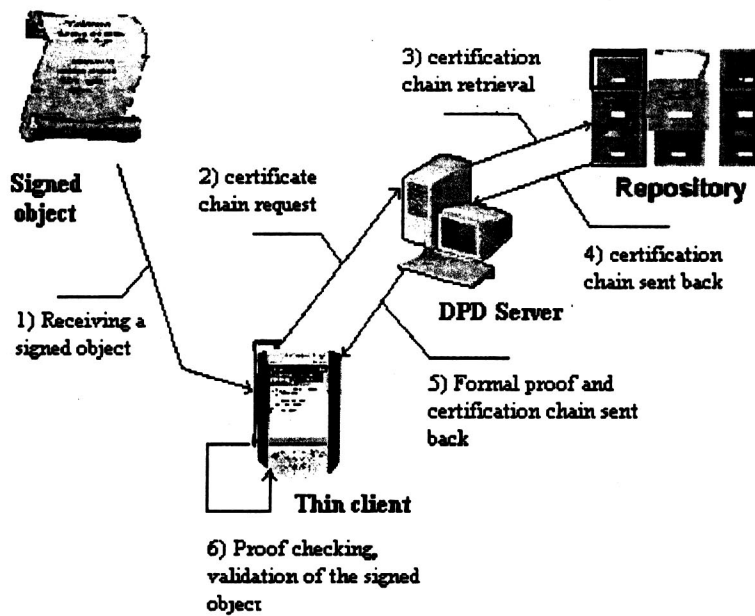 Signed
object
1) Receiving a
signed object
2) certificate
chain request
3) certification
chain retrieval
Repository
4) certification
chain sent back
DPD Server
5) Formal proof and
certification chain sent
back
Thin client
6) Proof checking,
validation of the signed
object